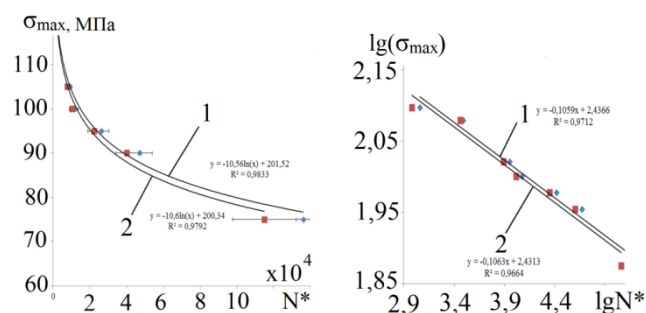 σmax, МПа
110
100
90
80
70
60
0
2
4
6
8
10
x10⁴
N*
1
2
y = -10,56ln(x) + 201,52
R² = 0,9833
y = -10,6ln(x) + 200,34
R² = 0,9792
lg(σmax)
2,15
2,05
1,95
1,85
2,9
3,4
3,9
4,4
lgN*
1
2
y = -0,1059x + 2,4366
R² = 0,9712
y = -0,1063x + 2,4313
R² = 0,9664